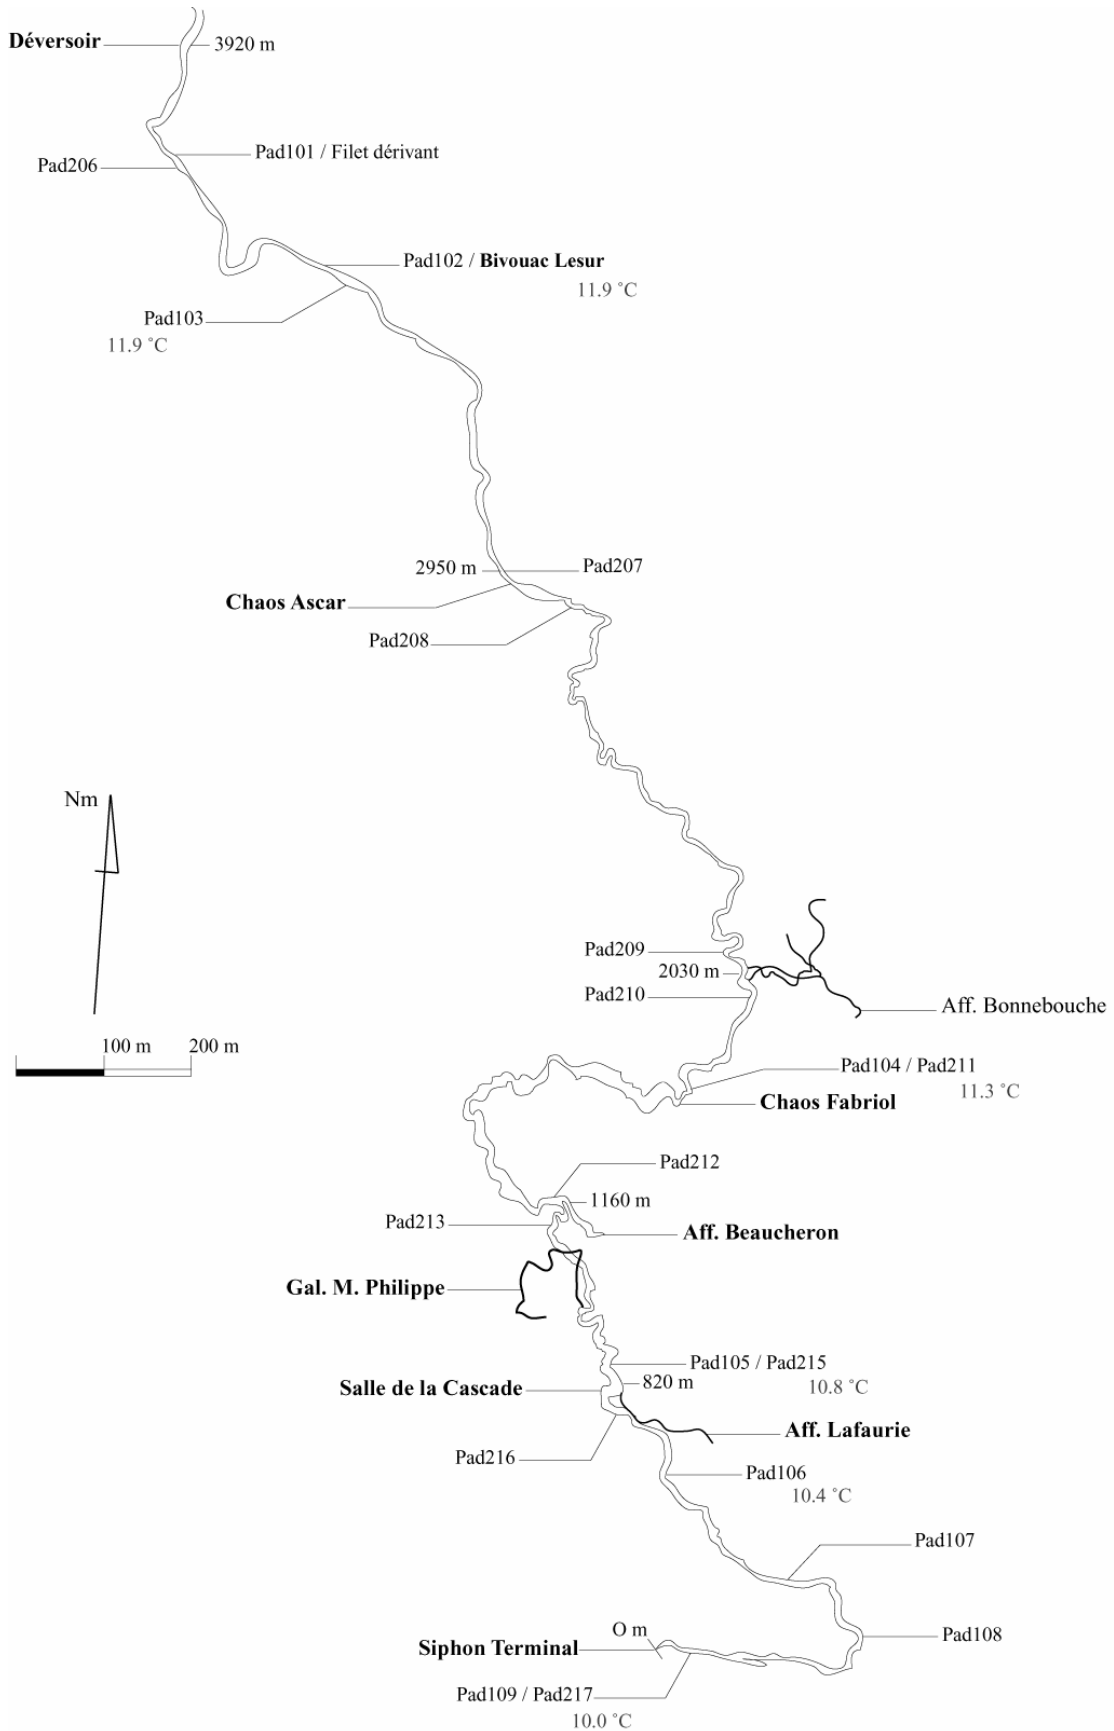 Déversoir
3920 m
Pad101 / Filet dérivant
Pad206
Pad102 / Bivouac Lesur
11.9 °C
Pad103
11.9 °C
2950 m
Pad207
Chaos Ascar
Pad208
Nm
Pad209
2030 m
Pad210
Aff. Bonnebouche
100 m
200 m
Pad104 / Pad211
11.3 °C
Chaos Fabriol
Pad212
1160 m
Pad213
Aff. Beaucheron
Gal. M. Philippe
Pad105 / Pad215
820 m
10.8 °C
Salle de la Cascade
Aff. Lafaurie
Pad216
Pad106
10.4 °C
Pad107
O m
Pad108
Siphon Terminal
Pad109 / Pad217
10.0 °C